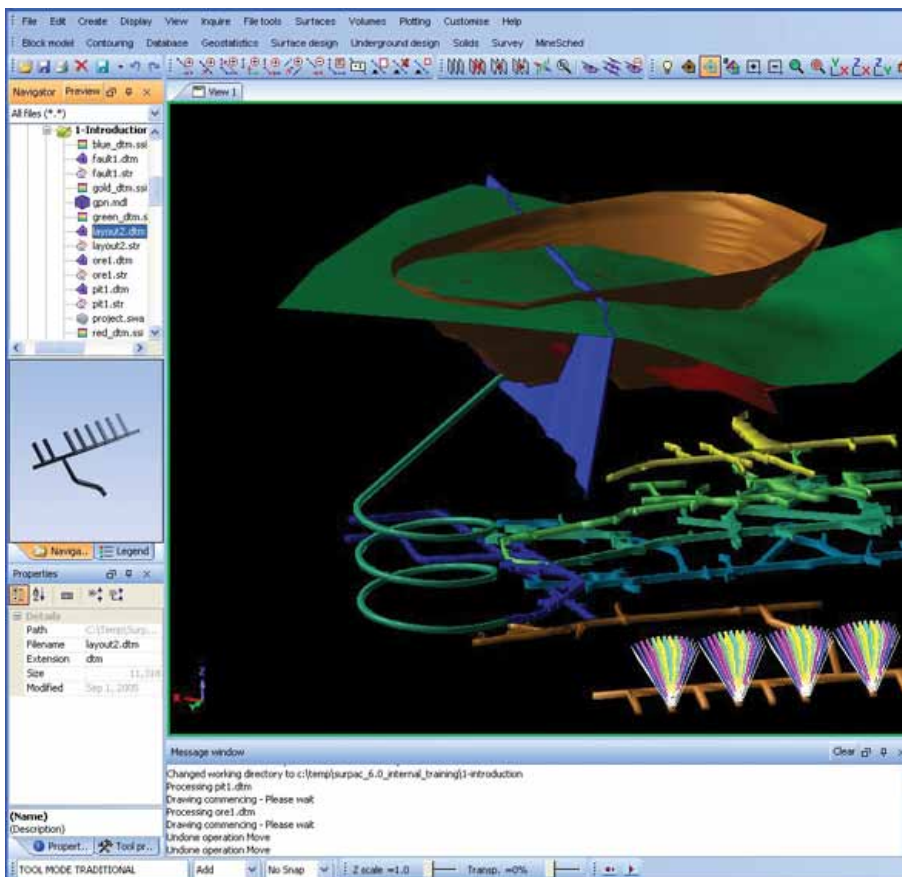 File Edit Create Display View Inquire File tools Surfaces Volumes Plotting Customise Help
Block model Contouring Database Geostatistics Surface design Underground design Solids Survey MineSched
Navigator Preview
View 1
All files (*.*)
1-Introduction
blue_dtm.ssi
fault1.dtm
fault1.str
gold_dtm.ssi
gpn.mdl
green_dtm.s
layout2.dtm
layout2.str
ore1.dtm
ore1.str
pit1.dtm
pit1.str
project.swa
red_dtm.ssi
Naviga... Legend
Properties
Details
Path C:\Temp\Surp...
Filename layout2.dtm
Extension dtm
Size 11,318
Modified Sep 1, 2005
(Name)
(Description)
Propert... Tool pr...
Message window Clear
Changed working directory to c:\temp\surpac_6.0_internal_training\1-introduction
Processing pit1.dtm
Drawing commencing - Please wait
Processing ore1.dtm
Drawing commencing - Please wait
Undone operation Move
Undone operation Move
TOOL MODE TRADITIONAL Add No Snap Z scale =1.0 Transp. =0%